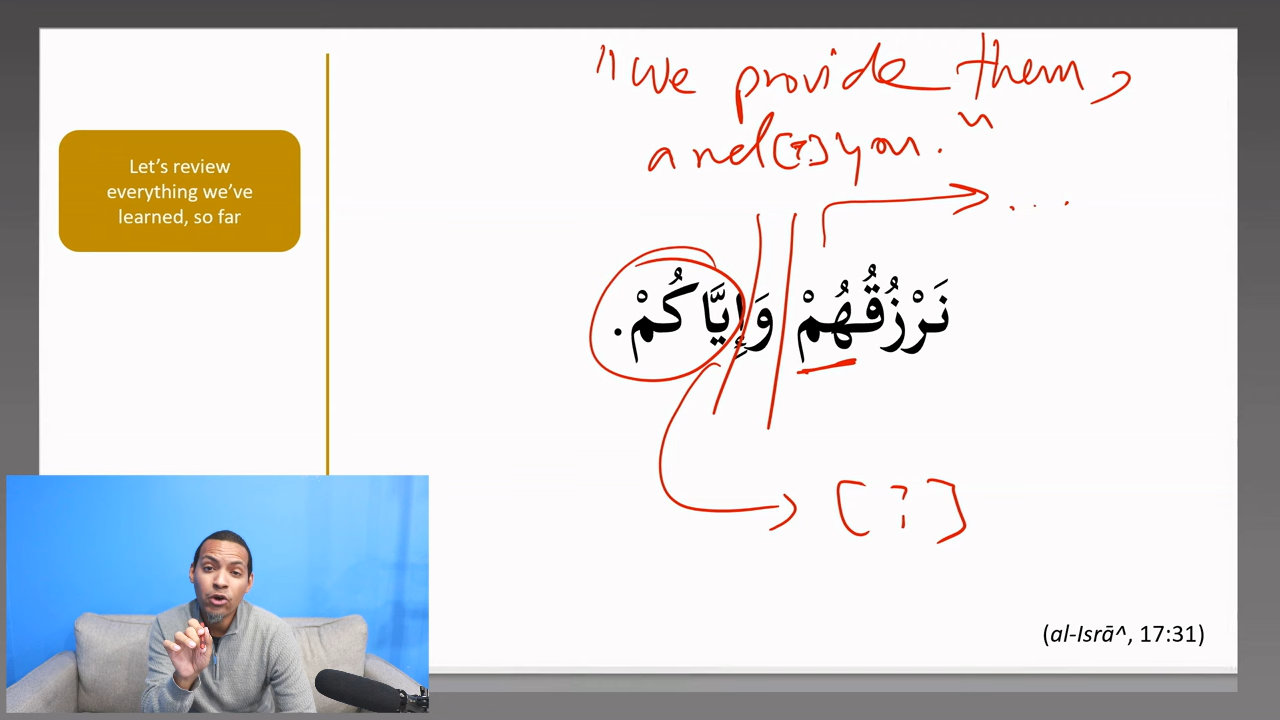 "We provide them,
and [?] you."
...
Let's review
everything we've
learned, so far
نَرْزُقُهُمْ وَإِيَّاكُمْ.
[?]
(al-Isrā^, 17:31)